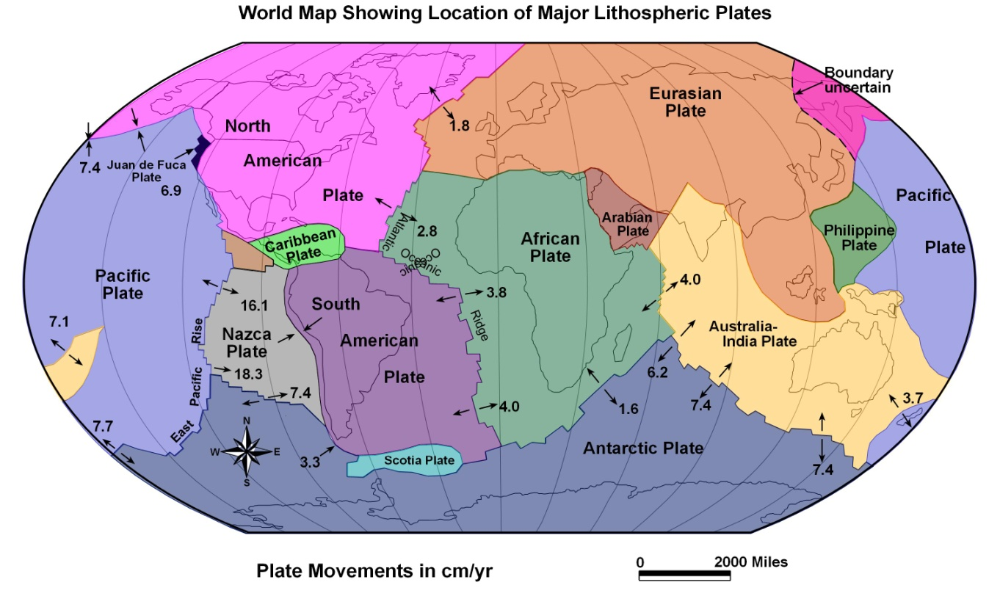 World Map Showing Location of Major Lithospheric Plates
Boundary
uncertain
Eurasian
Plate
North
American
Plate
1.8
7.4
Juan de Fuca
Plate
6.9
Atlantic
2.8
Oceanic
Arabian
Plate
African
Plate
Caribbean
Plate
Philippine
Plate
Pacific
Plate
Pacific
Plate
16.1
South
American
Plate
3.8
Ridge
4.0
Australia-
India Plate
7.1
East Pacific Rise
Nazca
Plate
18.3
7.4
6.2
7.4
1.6
4.0
3.7
7.7
N
W
E
S
3.3
Scotia Plate
Antarctic Plate
7.4
Plate Movements in cm/yr
0
2000 Miles